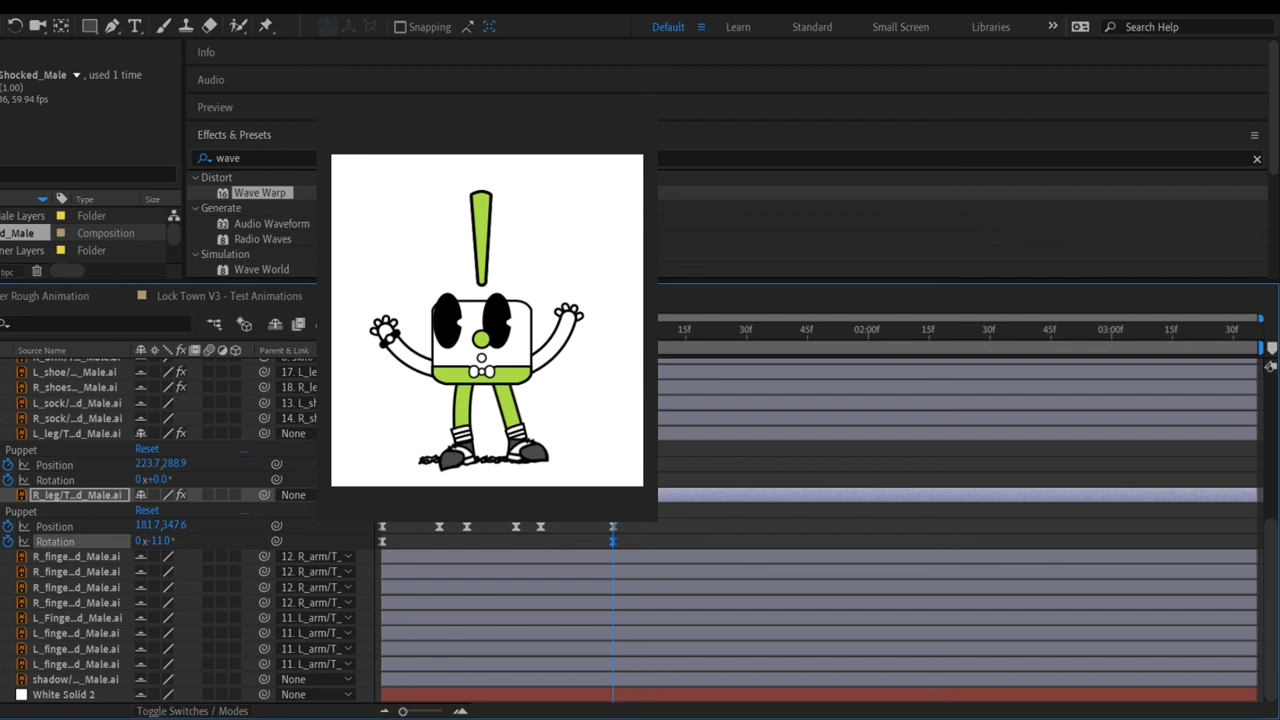 Snapping
Default
Learn
Standard
Small Screen
Libraries
Search Help
Info
Shocked_Male , used 1 time
(1.00)
36, 59.94 fps
Audio
Preview
Effects & Presets
wave
Distort
Wave Warp
Generate
Audio Waveform
Radio Waves
Simulation
Wave World
Type
Size
ale Layers
Folder
d_Male
Composition
ner Layers
Folder
bpc
er Rough Animation
Lock Town V3 - Test Animations
15f
30f
45f
02:00f
15f
30f
45f
03:00f
15f
30f
Source Name
Parent & Link
L_shoe/..._Male.ai
17. L_le
R_shoes..._Male.ai
18. R_le
L_sock/...d_Male.ai
13. L_sh
R_sock/...d_Male.ai
14. R_sh
L_leg/T...d_Male.ai
None
Puppet
Reset
...
Position
223.7,288.9
Rotation
0x+0.0°
R_leg/T...d_Male.ai
None
Puppet
Reset
...
Position
181.7,347.6
Rotation
0x-11.0°
R_finge...d_Male.ai
12. R_arm/T_
R_finge...d_Male.ai
12. R_arm/T_
R_finge...d_Male.ai
12. R_arm/T_
R_finge...d_Male.ai
12. R_arm/T_
L_Finge...d_Male.ai
11. L_arm/T_
L_finge...d_Male.ai
11. L_arm/T_
L_finge...d_Male.ai
11. L_arm/T_
L_finge...d_Male.ai
11. L_arm/T_
shadow/..._Male.ai
None
White Solid 2
None
Toggle Switches / Modes